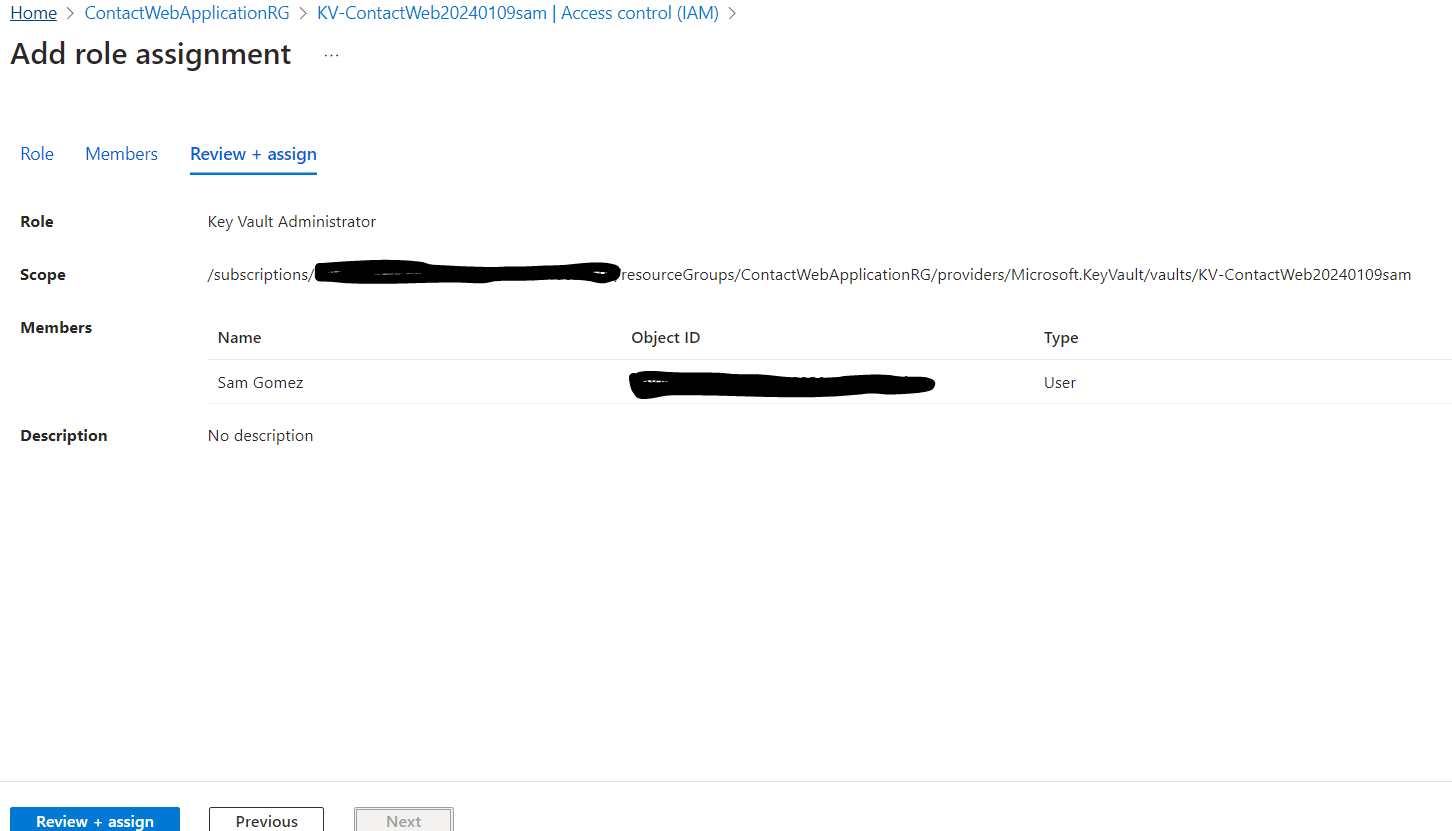 Home > ContactWebApplicationRG > KV-ContactWeb20240109sam | Access control (IAM) >
Add role assignment ...
Role Members Review + assign
Role Key Vault Administrator
Scope /subscriptions/ /resourceGroups/ContactWebApplicationRG/providers/Microsoft.KeyVault/vaults/KV-ContactWeb20240109sam
Members Name Object ID Type
Sam Gomez User
Description No description
Review + assign Previous Next